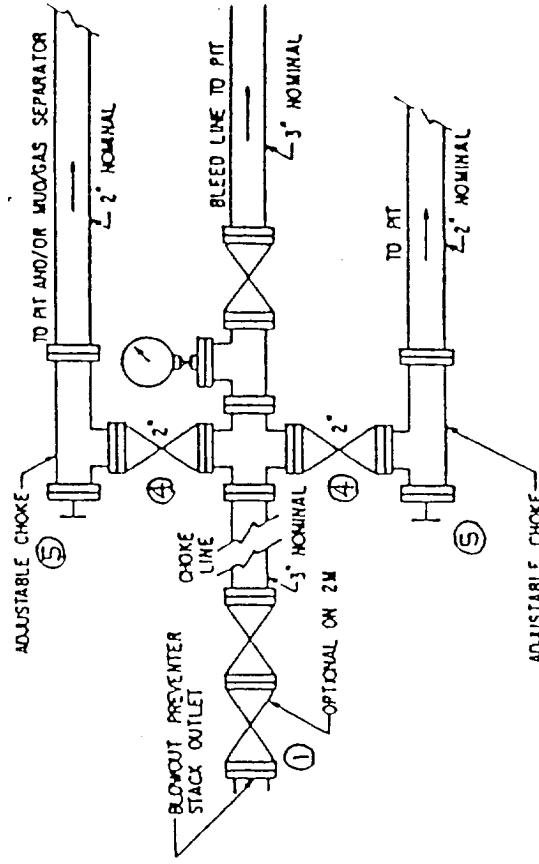 ADJUSTABLE CHOKE
5
TO PIT AND/OR MUD/GAS SEPARATOR
2" NOMINAL
4
2"
BLEED LINE TO PIT
3" NOMINAL
CHOKE
LINE
3" NOMINAL
BLOWOUT PREVENTER
STACK OUTLET
1
OPTIONAL ON 2M
4
2"
TO PIT
2" NOMINAL
5
ADJUSTABLE CHOKE